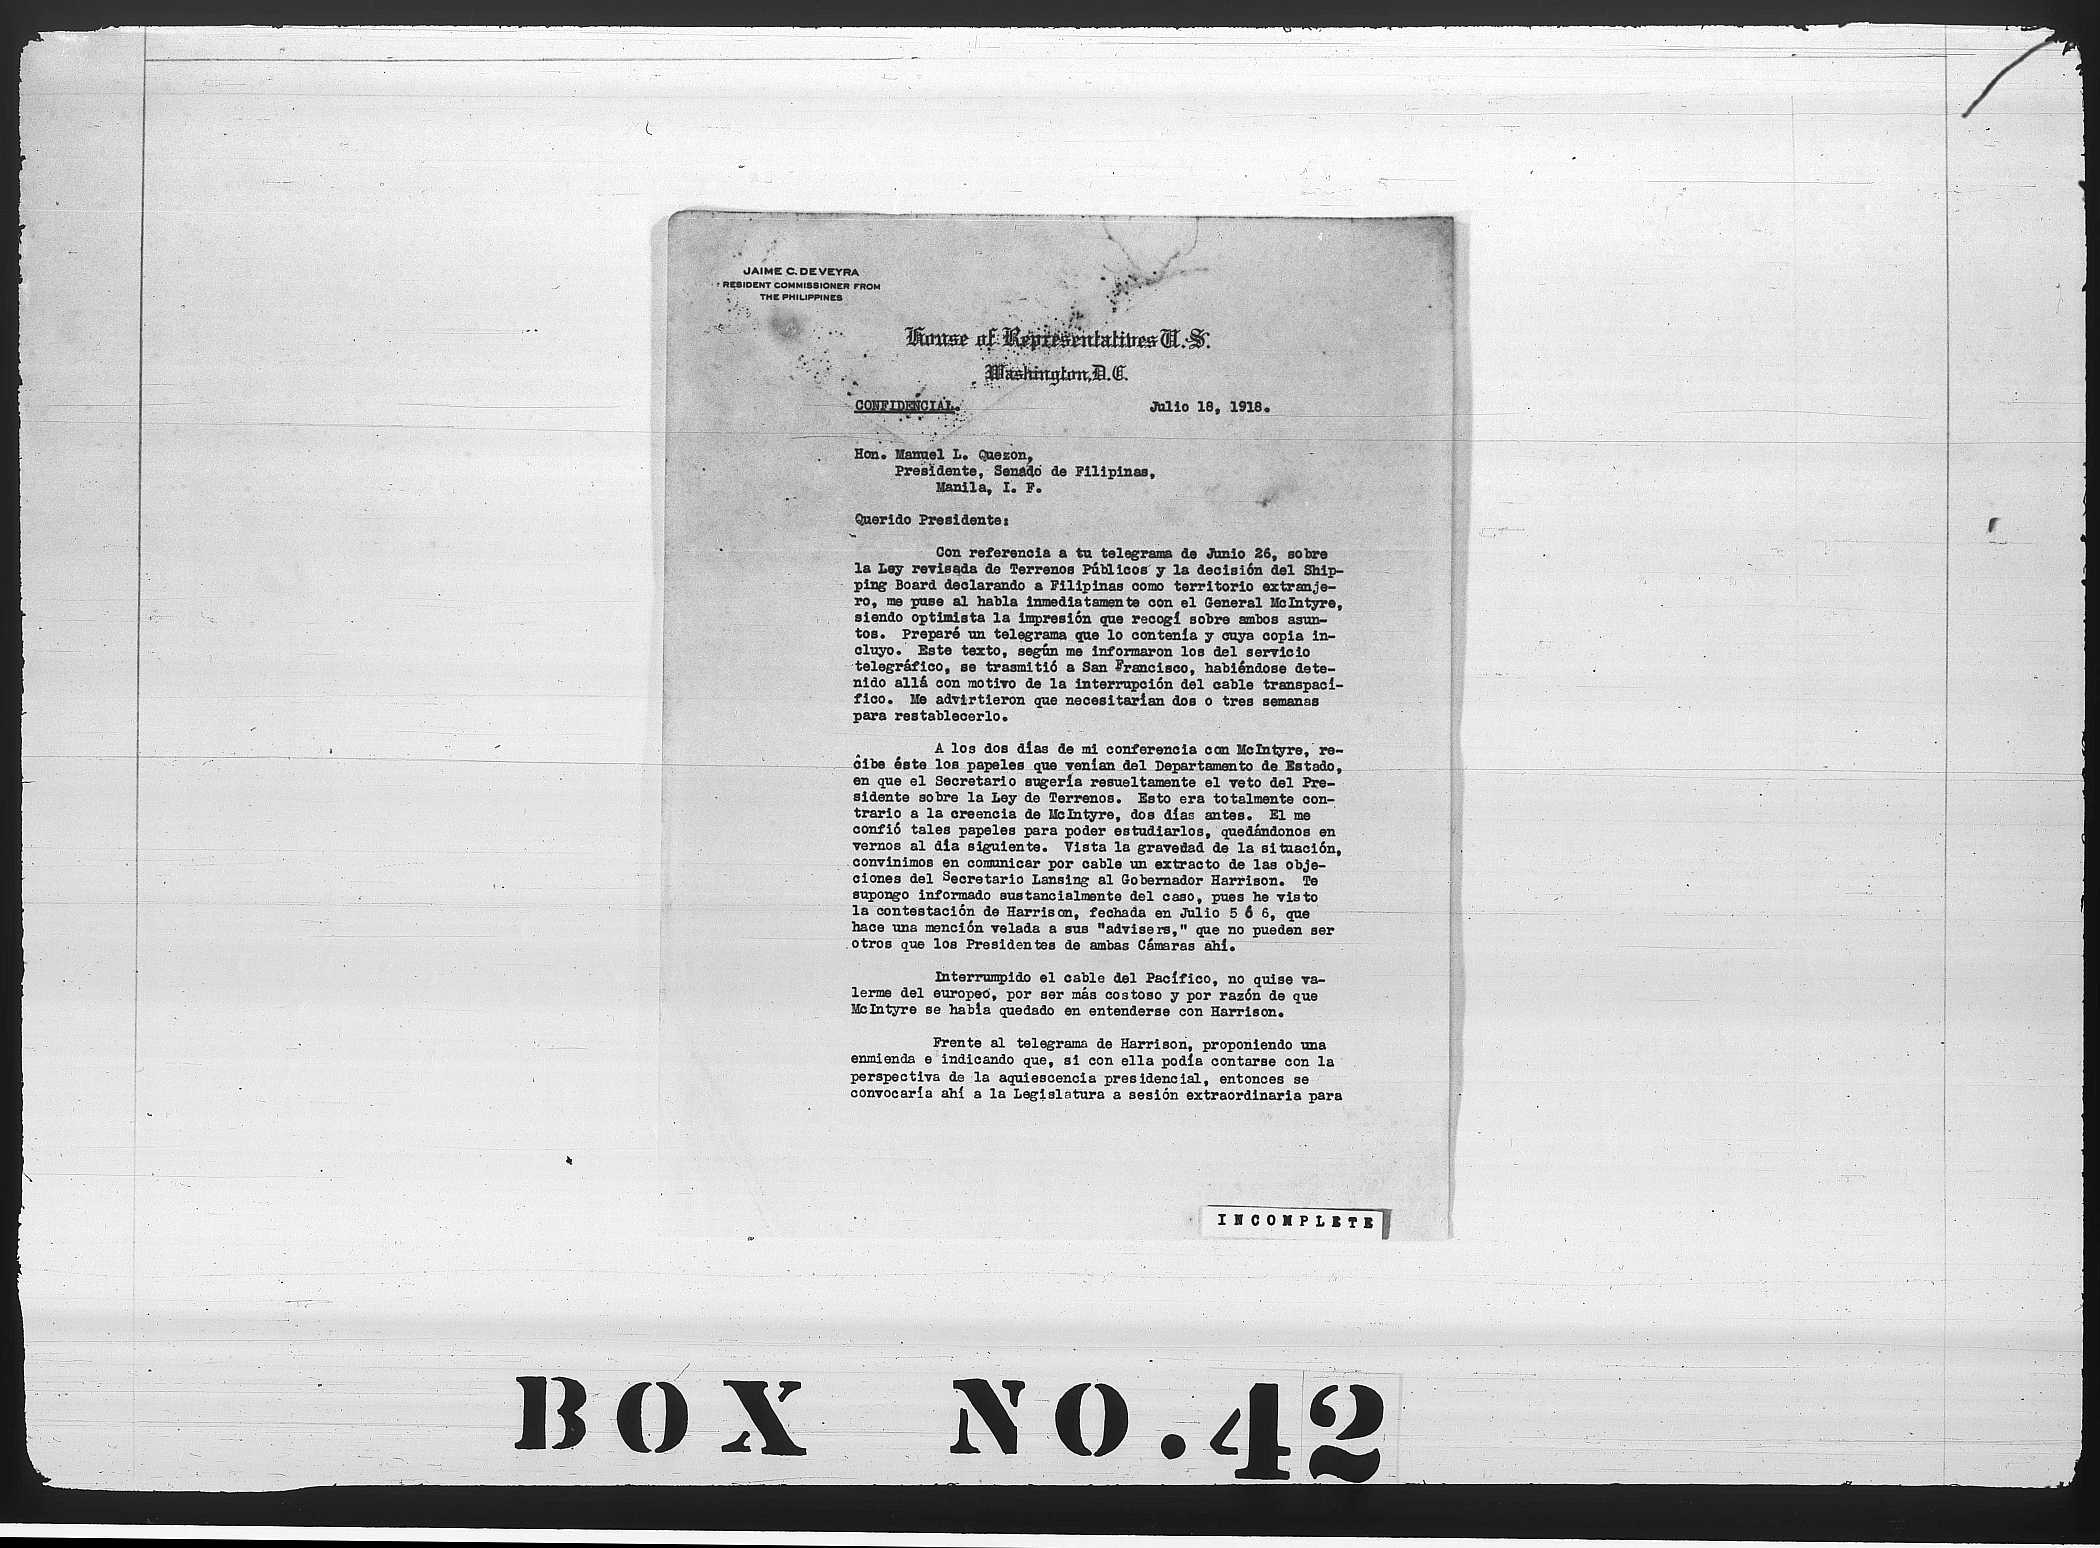 JAIME C. DE VEYRA
RESIDENT COMMISSIONER FROM
THE PHILIPPINES
House of Representatives U.S.
Washington, D.C.
CONFIDENCIAL.
Julio 18, 1918.
Hon. Manuel L. Quezon,
Presidente, Senado de Filipinas,
Manila, I. F.
Querido Presidente:
Con referencia a tu telegrama de Junio 26, sobre
la Ley revisada de Terrenos Públicos y la decisión del Ship-
ping Board declarando a Filipinas como territorio extranje-
ro, me puse al habla inmediatamente con el General McIntyre,
siendo optimista la impresión que recogí sobre ambos asun-
tos. Preparé un telegrama que lo contenía y cuya copia in-
cluyo. Este texto, según me informaron los del servicio
telegráfico, se trasmitió a San Francisco, habiéndose dete-
nido allá con motivo de la interrupción del cable transpací-
fico. Me advirtieron que necesitarían dos o tres semanas
para restablecerlo.
A los dos días de mi conferencia con McIntyre, re-
cibe éste los papeles que venían del Departamento de Estado,
en que el Secretario sugería resueltamente el veto del Pre-
sidente sobre la Ley de Terrenos. Esto era totalmente con-
trario a la creencia de McIntyre, dos días antes. El me
confió tales papeles para poder estudiarlos, quedándonos en
vernos al día siguiente. Vista la gravedad de la situación,
convinimos en comunicar por cable un extracto de las obje-
ciones del Secretario Lansing al Gobernador Harrison. Te
supongo informado sustancialmente del caso, pues he visto
la contestación de Harrison, fechada en Julio 5 ó 6, que
hace una mención velada a sus "advisers," que no pueden ser
otros que los Presidentes de ambas Cámaras ahí.
Interrumpido el cable del Pacífico, no quise va-
lerme del europeo, por ser más costoso y por razón de que
McIntyre se había quedado en entenderse con Harrison.
Frente al telegrama de Harrison, proponiendo una
enmienda e indicando que, si con ella podía contarse con la
perspectiva de la aquiescencia presidencial, entonces se
convocaría ahí a la Legislatura a sesión extraordinaria para
INCOMPLETE
BOX NO. 42